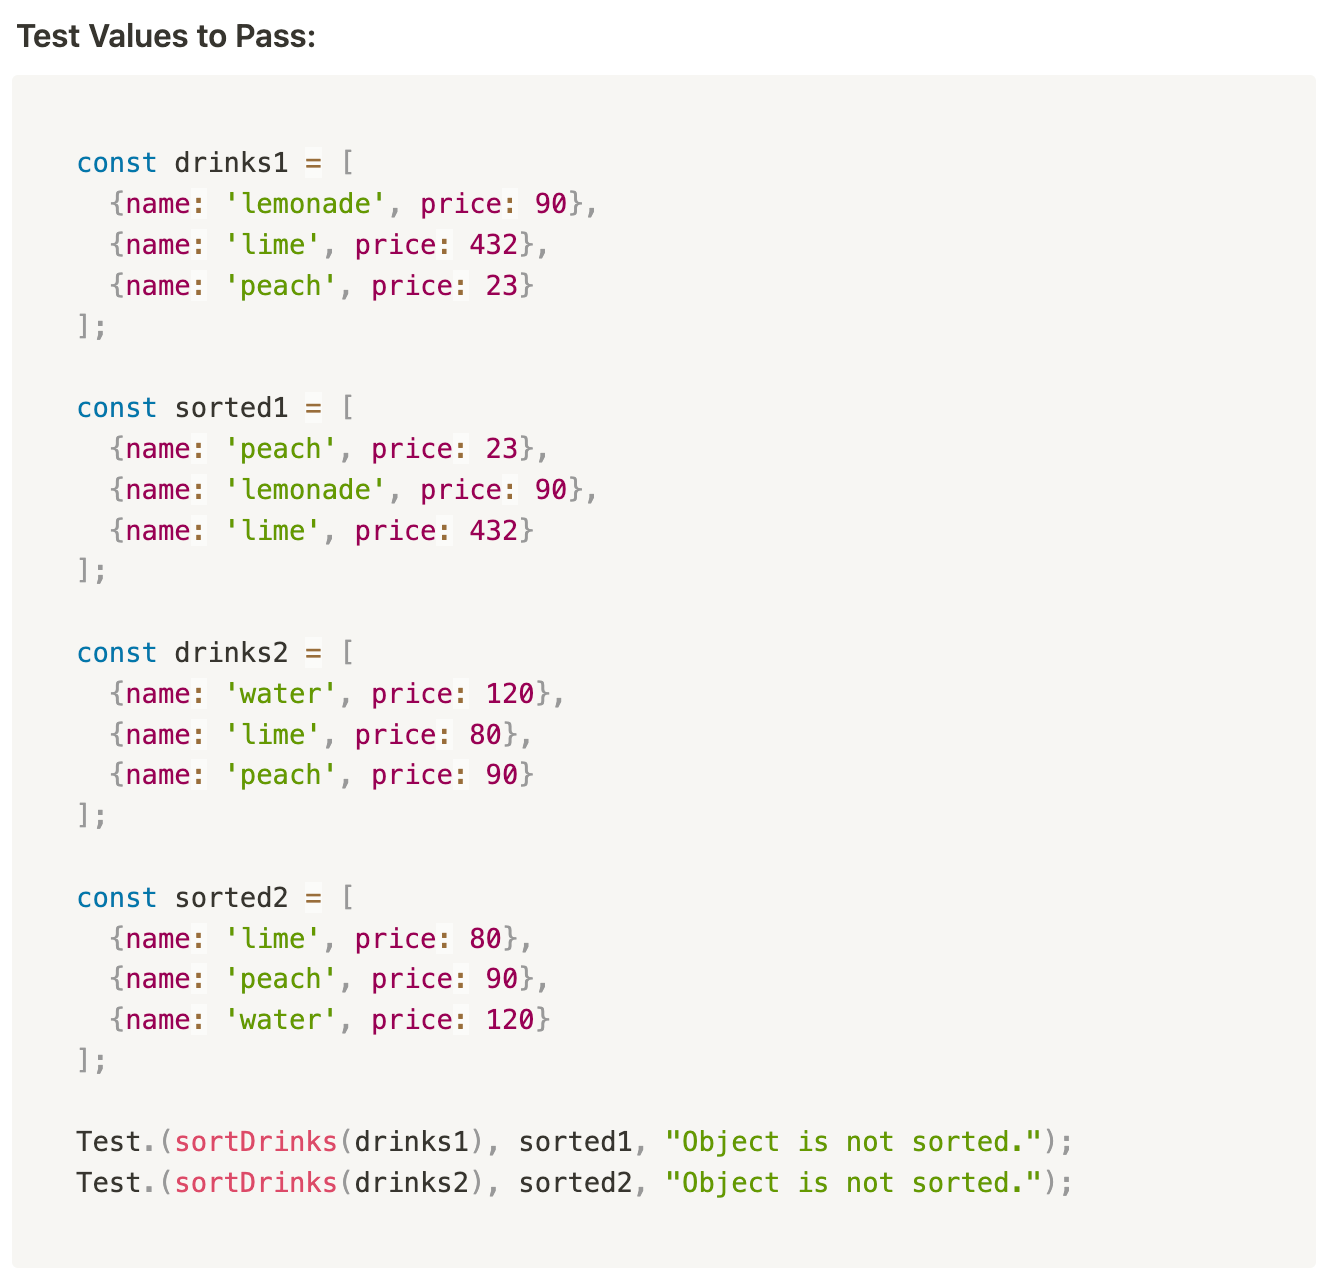 Test Values to Pass:
const drinks1 = [
  {name: 'lemonade', price: 90},
  {name: 'lime', price: 432},
  {name: 'peach', price: 23}
];
const sorted1 = [
  {name: 'peach', price: 23},
  {name: 'lemonade', price: 90},
  {name: 'lime', price: 432}
];
const drinks2 = [
  {name: 'water', price: 120},
  {name: 'lime', price: 80},
  {name: 'peach', price: 90}
];
const sorted2 = [
  {name: 'lime', price: 80},
  {name: 'peach', price: 90},
  {name: 'water', price: 120}
];
Test.(sortDrinks(drinks1), sorted1, "Object is not sorted.");
Test.(sortDrinks(drinks2), sorted2, "Object is not sorted.");